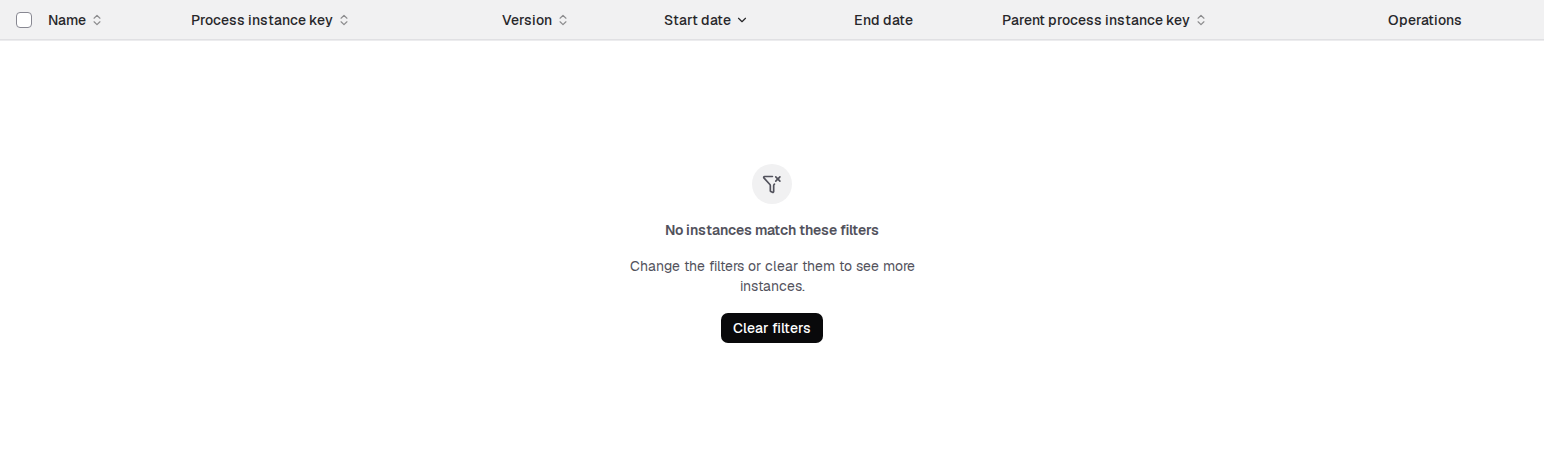 Name Process instance key Version Start date End date Parent process instance key Operations
No instances match these filters
Change the filters or clear them to see more
instances.
Clear filters